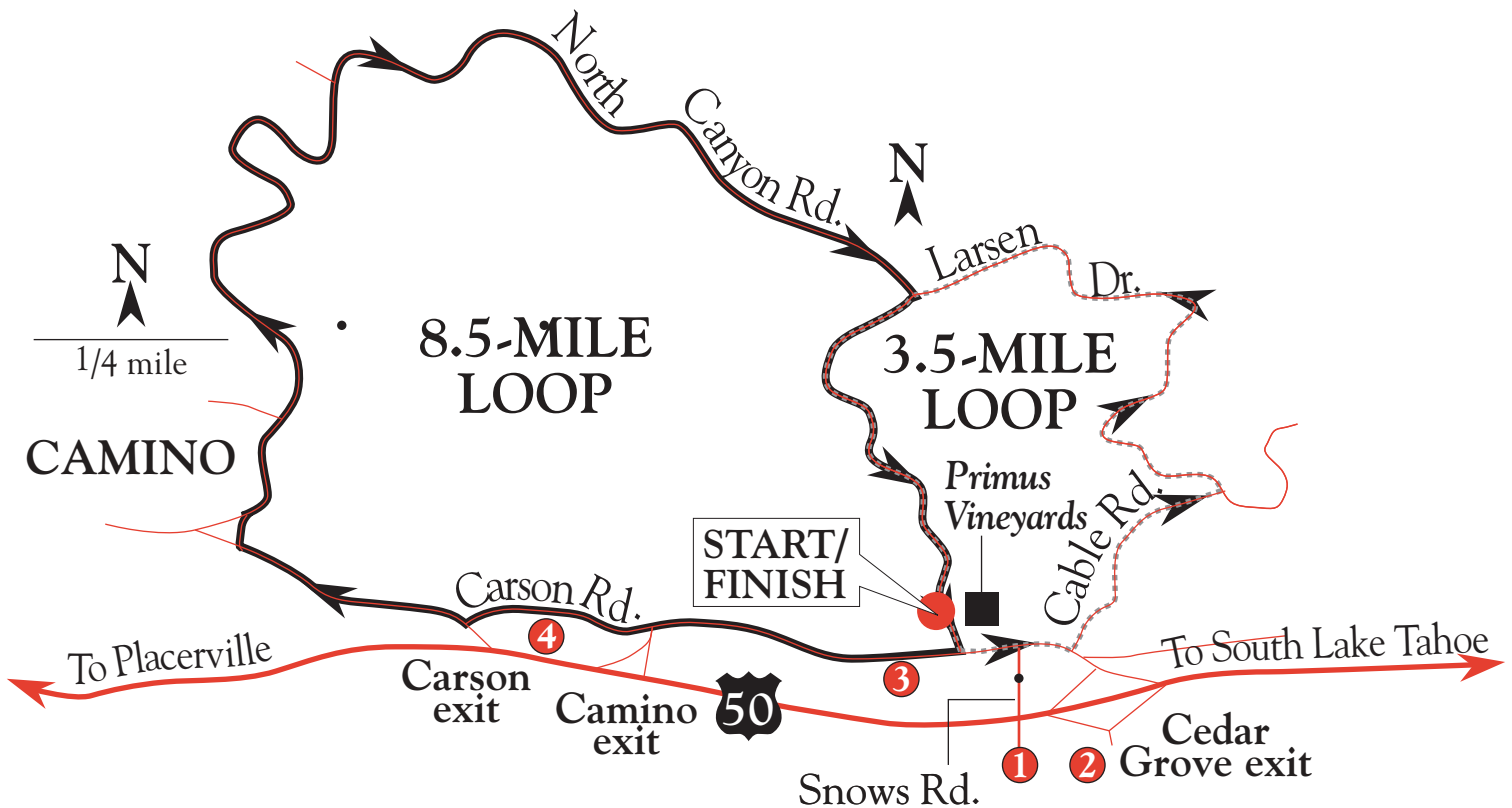 North
Canyon Rd.
N
Larsen
Dr.
N
1/4 mile
8.5-MILE
LOOP
3.5-MILE
LOOP
CAMINO
Primus
Vineyards
Cable Rd.
START/
FINISH
Carson Rd.
4
To Placerville
To South Lake Tahoe
Carson
exit
3
Camino
exit
50
1
2
Cedar
Grove exit
Snows Rd.